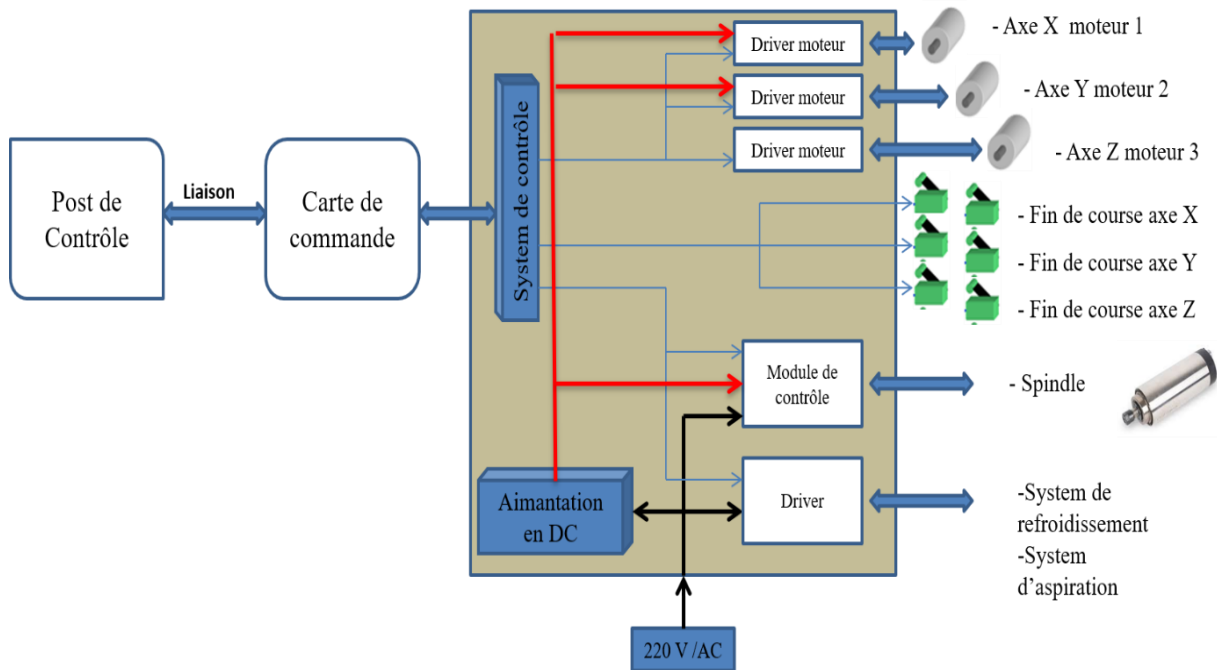 Post de
Contrôle
Liaison
Carte de
commande
System de contrôle
Driver moteur
Driver moteur
Driver moteur
Module de
contrôle
Driver
Aimantation
en DC
220 V /AC
- Axe X moteur 1
- Axe Y moteur 2
- Axe Z moteur 3
- Fin de course axe X
- Fin de course axe Y
- Fin de course axe Z
- Spindle
-System de
refroidissement
-System
d’aspiration